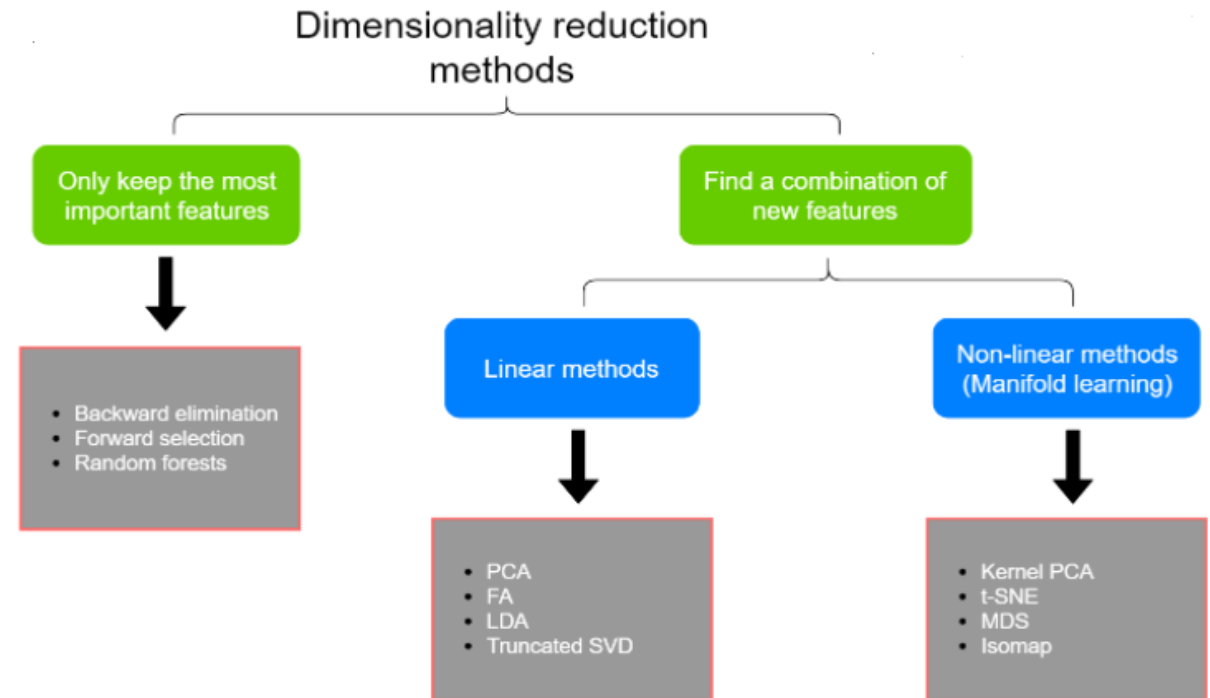 Dimensionality reduction
methods
Only keep the most
important features
Find a combination of
new features
Linear methods
Non-linear methods
(Manifold learning)
• Backward elimination
• Forward selection
• Random forests
• PCA
• FA
• LDA
• Truncated SVD
• Kernel PCA
• t-SNE
• MDS
• Isomap